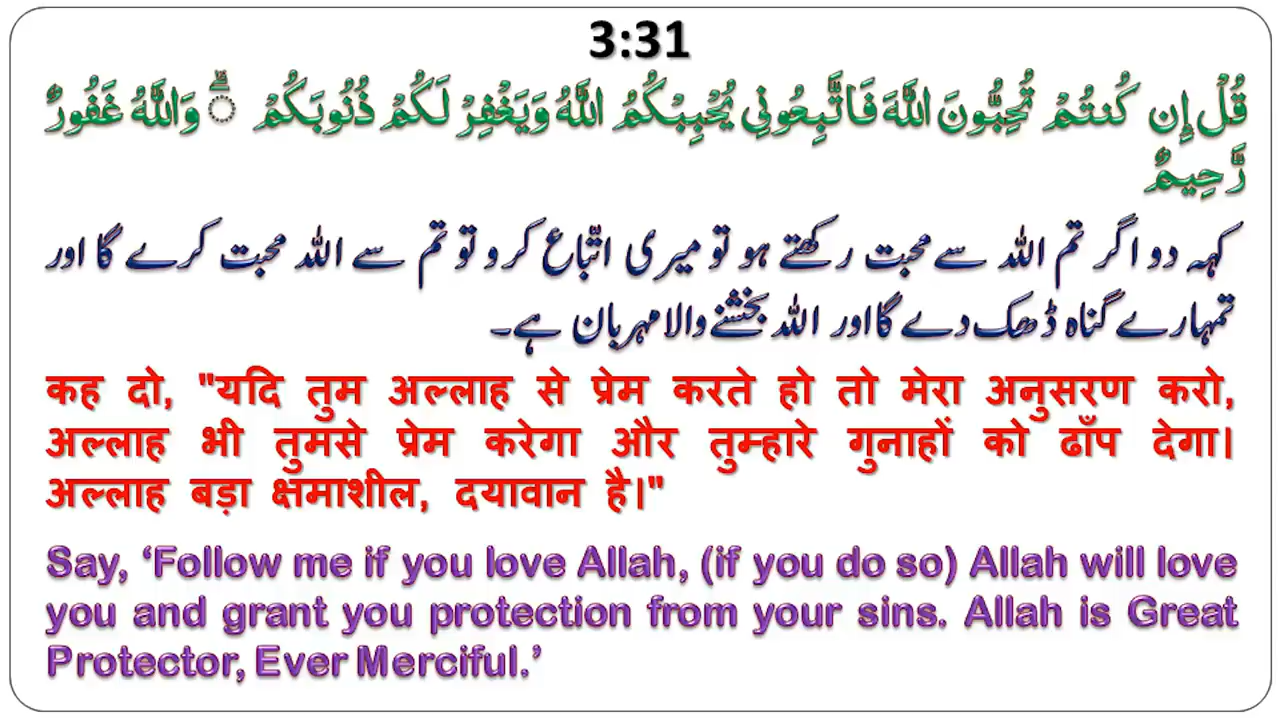 3:31
قُلْ إِن كُنتُمْ تُحِبُّونَ اللَّهَ فَاتَّبِعُونِي يُحْبِبْكُمُ اللَّهُ وَيَغْفِرْ لَكُمْ ذُنُوبَكُمْ ۗ وَاللَّهُ غَفُورٌ
رَّحِيمٌ
کہہ دو اگر تم اللہ سے محبت رکھتے ہو تو میری اتّباع کرو تو تم سے اللہ محبت کرے گا اور
تمہارے گناہ ڈھک دے گا اور اللہ بخشنے والا مہربان ہے۔
कह दो, "यदि तुम अल्लाह से प्रेम करते हो तो मेरा अनुसरण करो,
अल्लाह भी तुमसे प्रेम करेगा और तुम्हारे गुनाहों को ढाँप देगा।
अल्लाह बड़ा क्षमाशील, दयावान है।"
Say, ‘Follow me if you love Allah, (if you do so) Allah will love
you and grant you protection from your sins. Allah is Great
Protector, Ever Merciful.’